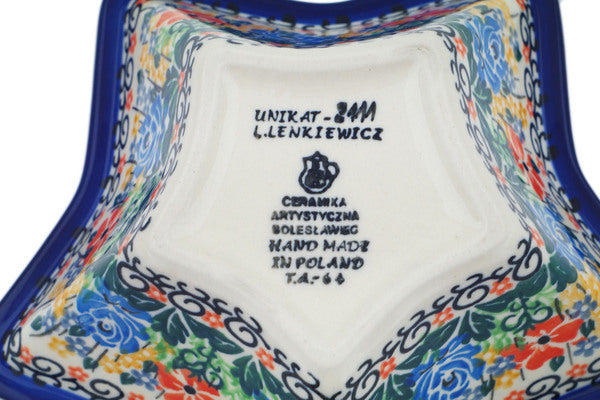 UNIKAT-2411
L.LENKIEWICZ
CERAMIKA
ARTYSTYCZNA
BOLESŁAWIEC
HAND MADE
IN POLAND
T.A.-64